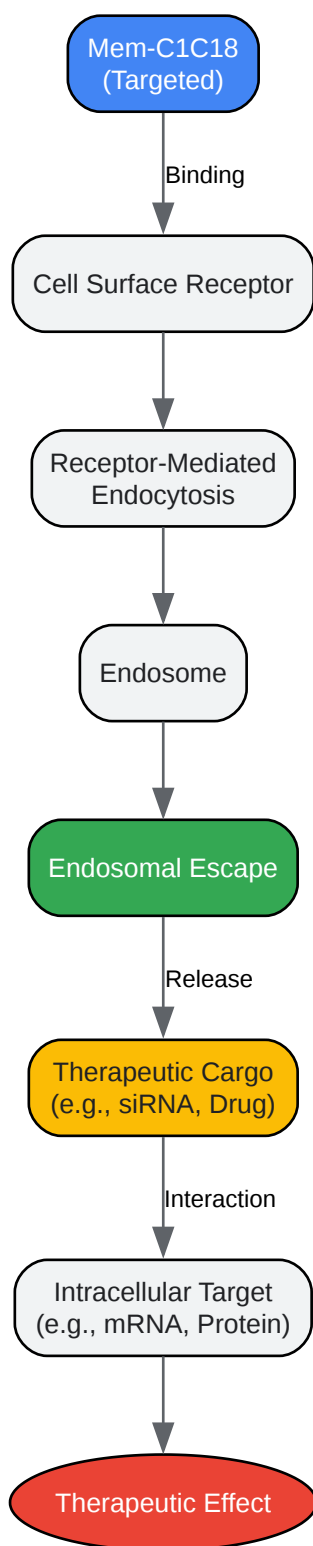 Mem-C1C18
(Targeted)
Binding
Cell Surface Receptor
Receptor-Mediated
Endocytosis
Endosome
Endosomal Escape
Release
Therapeutic Cargo
(e.g., siRNA, Drug)
Interaction
Intracellular Target
(e.g., mRNA, Protein)
Therapeutic Effect